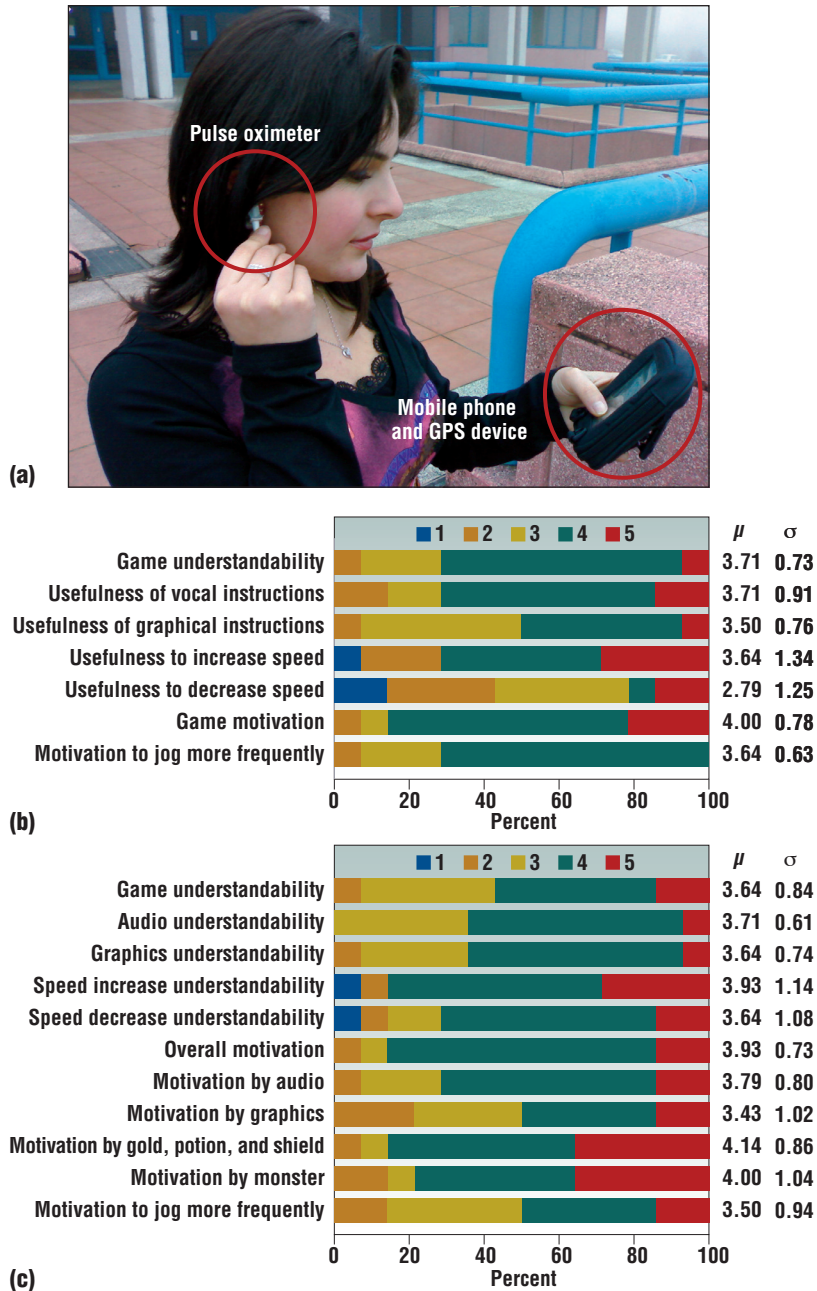 Pulse oximeter
Mobile phone
and GPS device
(a)
1 2 3 4 5 μ σ
Game understandability 3.71 0.73
Usefulness of vocal instructions 3.71 0.91
Usefulness of graphical instructions 3.50 0.76
Usefulness to increase speed 3.64 1.34
Usefulness to decrease speed 2.79 1.25
Game motivation 4.00 0.78
Motivation to jog more frequently 3.64 0.63
0 20 40 60 80 100
Percent
(b)
1 2 3 4 5 μ σ
Game understandability 3.64 0.84
Audio understandability 3.71 0.61
Graphics understandability 3.64 0.74
Speed increase understandability 3.93 1.14
Speed decrease understandability 3.64 1.08
Overall motivation 3.93 0.73
Motivation by audio 3.79 0.80
Motivation by graphics 3.43 1.02
Motivation by gold, potion, and shield 4.14 0.86
Motivation by monster 4.00 1.04
Motivation to jog more frequently 3.50 0.94
0 20 40 60 80 100
Percent
(c)